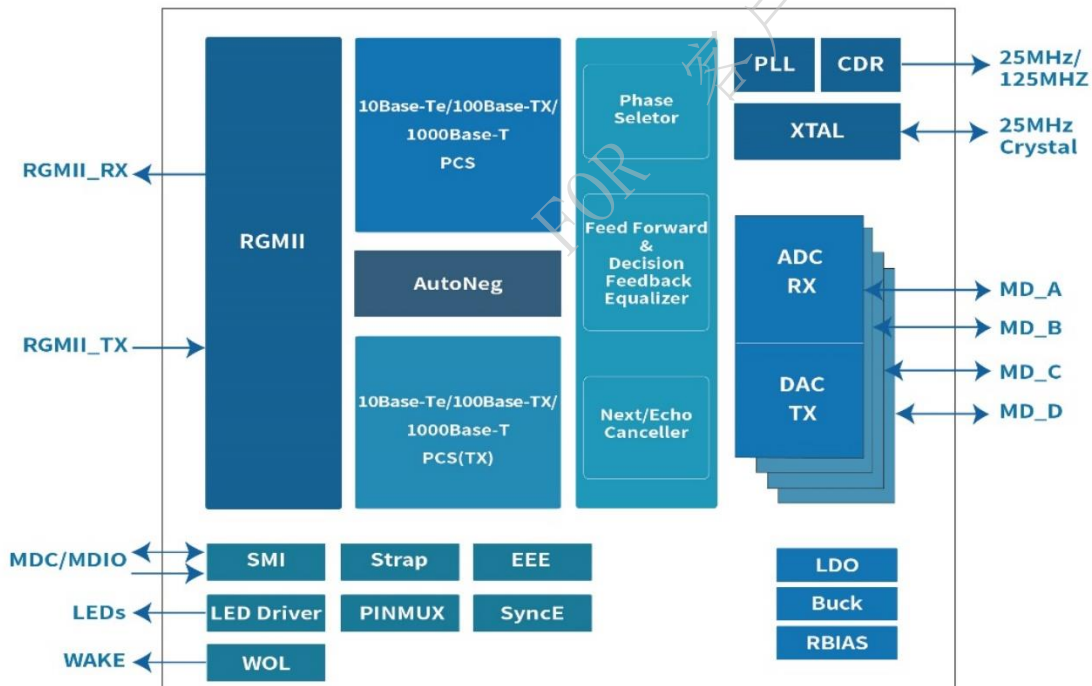 RGMII_RX
RGMII_TX
RGMII
10Base-Te/100Base-TX/
1000Base-T
PCS
AutoNeg
10Base-Te/100Base-TX/
1000Base-T
PCS(TX)
Phase
Seletor
Feed Forward
&
Decision
Feedback
Equalizer
Next/Echo
Canceller
PLL
CDR
25MHz/
125MHZ
XTAL
25MHz
Crystal
ADC
RX
DAC
TX
MD_A
MD_B
MD_C
MD_D
MDC/MDIO
SMI
Strap
EEE
LEDs
LED Driver
PINMUX
SyncE
WAKE
WOL
LDO
Buck
RBIAS
FOR
客